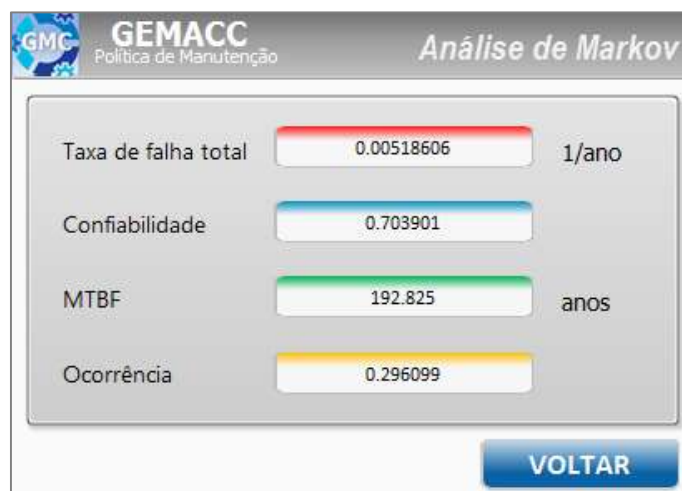 GMC
GEMACC
Política de Manutenção
Análise de Markov
Taxa de falha total 0.00518606 1/ano
Confiabilidade 0.703901
MTBF 192.825 anos
Ocorrência 0.296099
VOLTAR